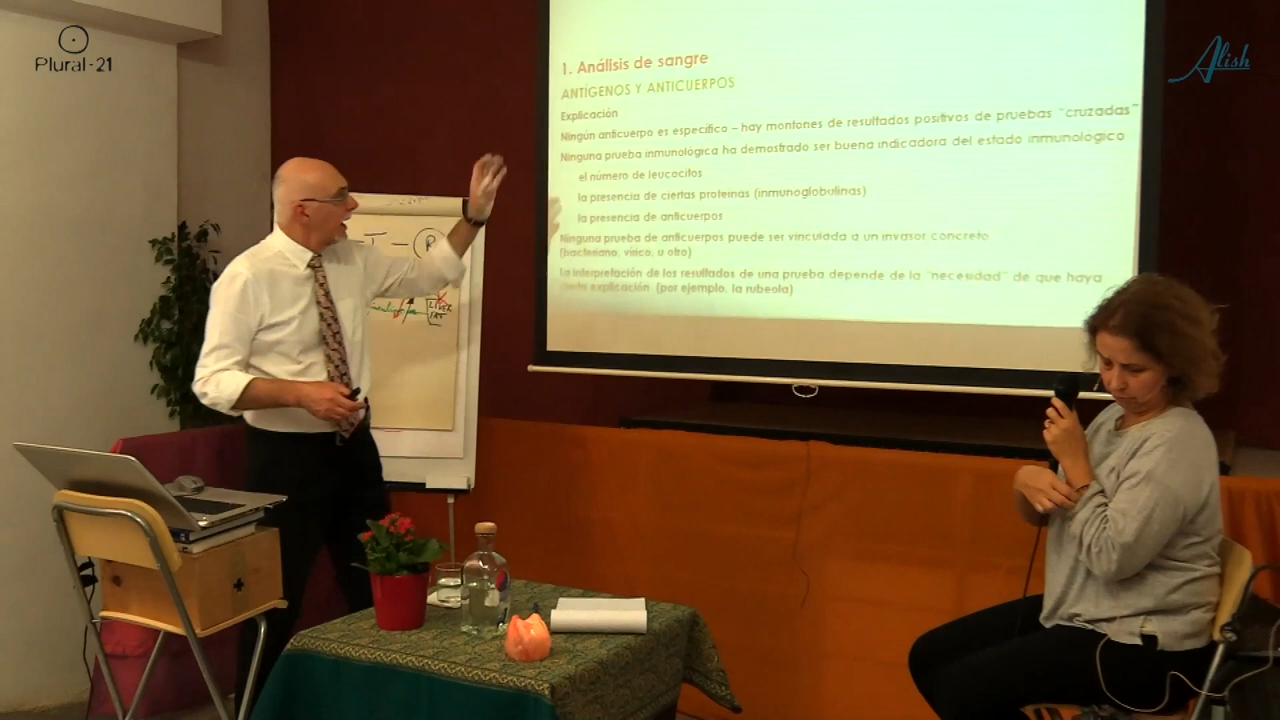 Plural-21
Alish
1. Análisis de sangre
ANTÍGENOS Y ANTICUERPOS
Explicación
Ningún anticuerpo es específico – hay montones de resultados positivos de pruebas "cruzadas"
Ninguna prueba inmunológica ha demostrado ser buena indicadora del estado inmunologico
el número de leucocitos
la presencia de ciertas proteinas (inmunoglobulinas)
la presencia de anticuerpos
Ninguna prueba de anticuerpos puede ser vinculada a un invasor concreto
(bacteriano, vírico, u otro)
La interpretación de los resultados de una prueba depende de la "necesidad" de que haya
cierta explicación (por ejemplo, la rubeola)
T – R
LIVER